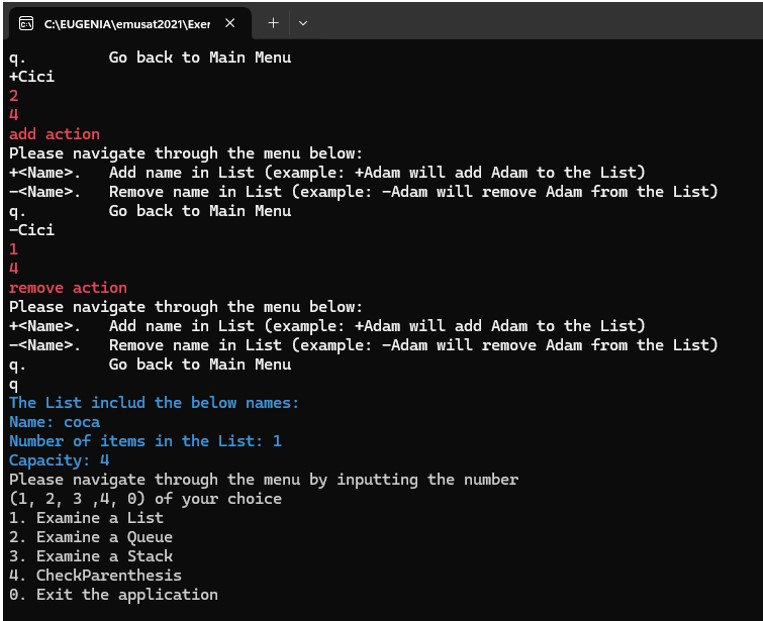 C:\EUGENIA\emusat2021\Exer
q.         Go back to Main Menu
+Cici
2
4
add action
Please navigate through the menu below:
+<Name>.   Add name in List (example: +Adam will add Adam to the List)
-<Name>.   Remove name in List (example: -Adam will remove Adam from the List)
q.         Go back to Main Menu
-Cici
1
4
remove action
Please navigate through the menu below:
+<Name>.   Add name in List (example: +Adam will add Adam to the List)
-<Name>.   Remove name in List (example: -Adam will remove Adam from the List)
q.         Go back to Main Menu
q
The List includ the below names:
Name: coca
Number of items in the List: 1
Capacity: 4
Please navigate through the menu by inputting the number
(1, 2, 3 ,4, 0) of your choice
1. Examine a List
2. Examine a Queue
3. Examine a Stack
4. CheckParenthesis
0. Exit the application